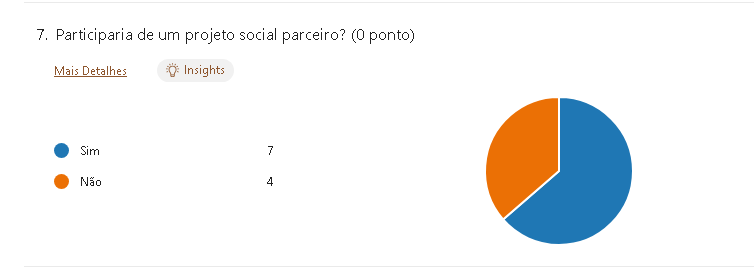 7. Participaria de um projeto social parceiro? (0 ponto)
Mais Detalhes
Insights
Sim 7
Não 4